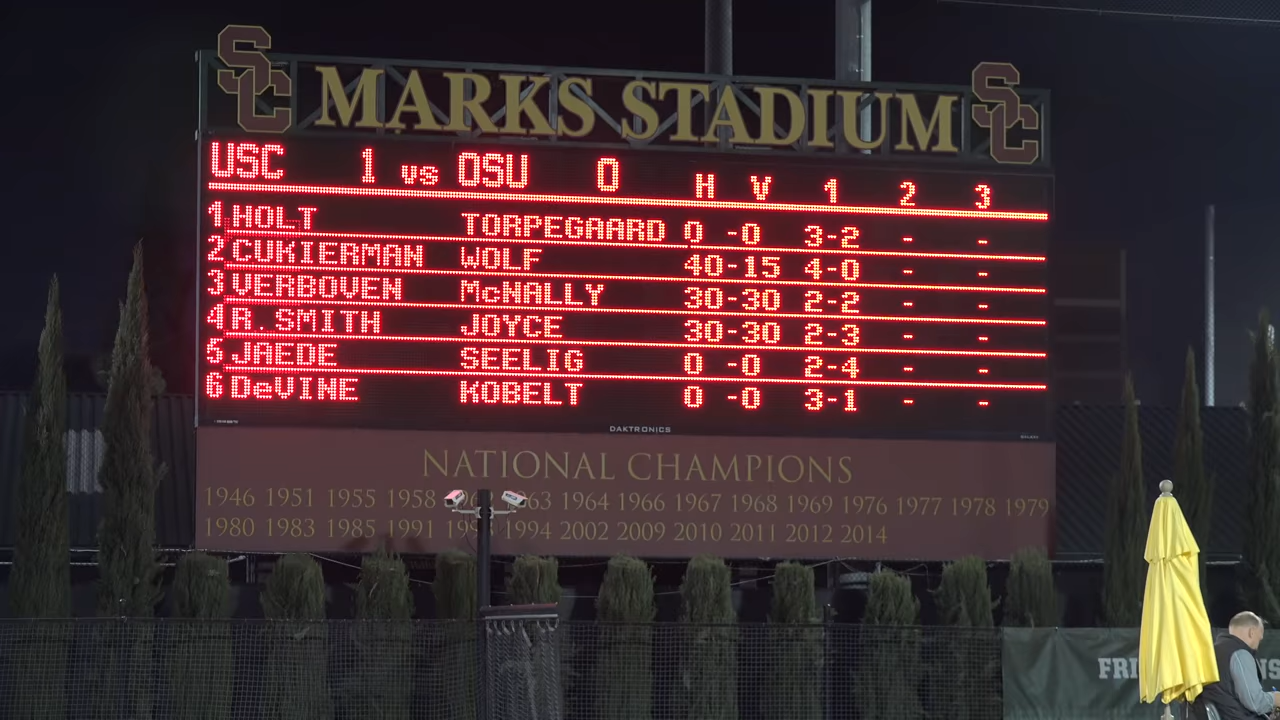 SC MARKS STADIUM SC
USC 1 vs OSU 0 H V 1 2 3
1 HOLT TORPEGAARD 0 -0 3-2 - -
2 CUKIERMAN WOLF 40-15 4-0 - -
3 VERBOVEN McNALLY 30-30 2-2 - -
4 R.SMITH JOYCE 30-30 2-3 - -
5 JAEDE SEELIG 0 -0 2-4 - -
6 DeVINE KOBELT 0 -0 3-1 - -
DAKTRONICS
NATIONAL CHAMPIONS
1946 1951 1955 1958 1964 1966 1967 1968 1969 1976 1977 1978 1979
1980 1983 1985 1991 1994 2002 2009 2010 2011 2012 2014